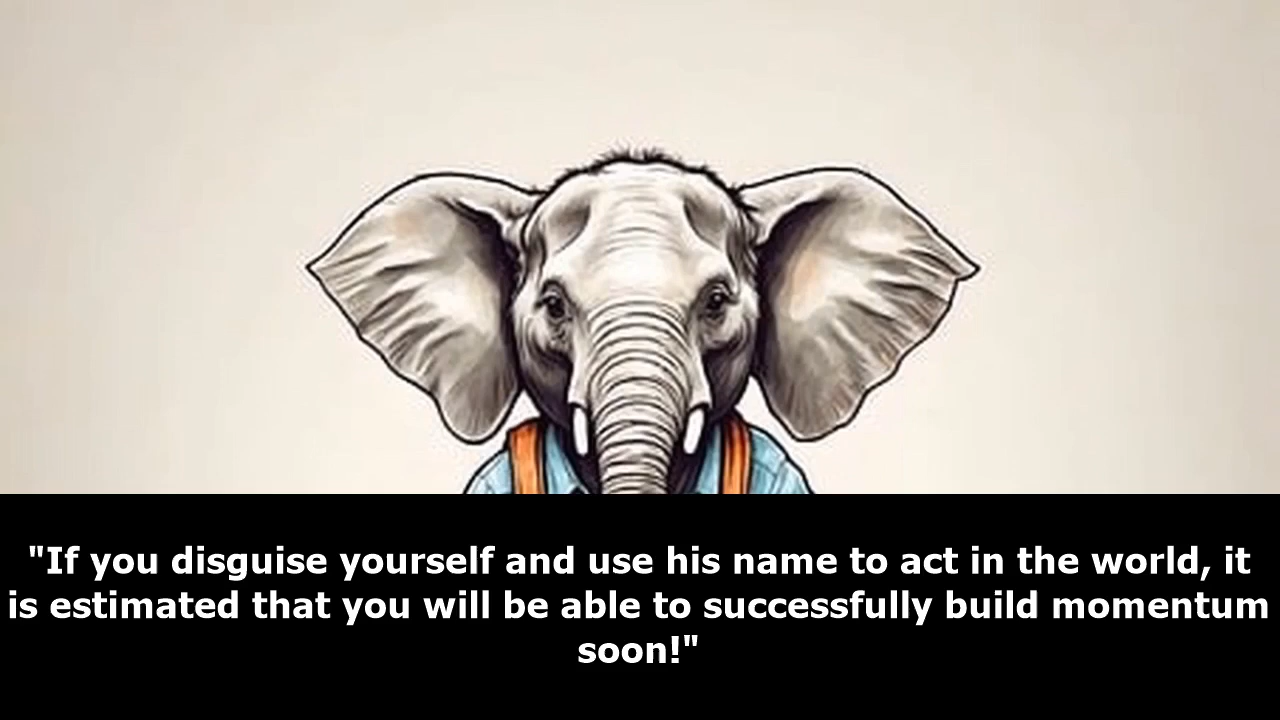 "If you disguise yourself and use his name to act in the world, it
is estimated that you will be able to successfully build momentum
soon!"